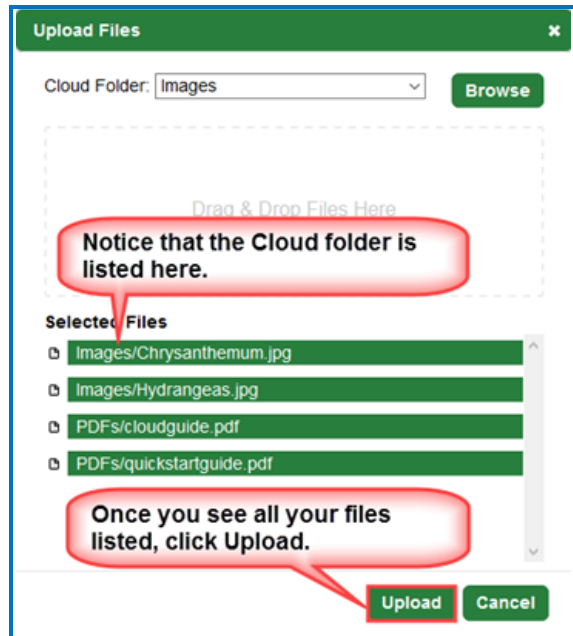 Upload Files
Cloud Folder: Images
Browse
Drag & Drop Files Here
Notice that the Cloud folder is
listed here.
Selected Files
Images/Chrysanthemum.jpg
Images/Hydrangeas.jpg
PDFs/cloudguide.pdf
PDFs/quickstartguide.pdf
Once you see all your files
listed, click Upload.
Upload Cancel